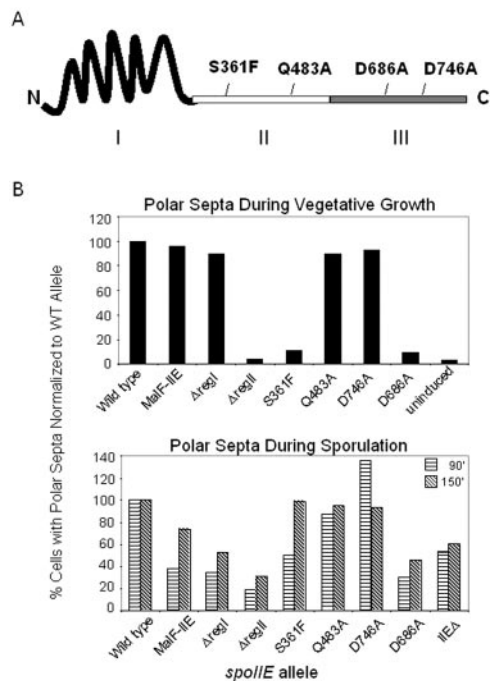 A
S361F Q483A D686A D746A
N C
I II III
B
Polar Septa During Vegetative Growth
120
100
80
60
40
20
0
Wild type MalF-IIE ΔregI ΔregII S361F Q483A D746A D686A uninduced
% Cells with Polar Septa Normalized to WT Allele
Polar Septa During Sporulation
140
120
100
80
60
40
20
0
90'
150'
Wild type MalF-IIE ΔregI ΔregII S361F Q483A D746A D686A IIEΔ
spoIIE allele